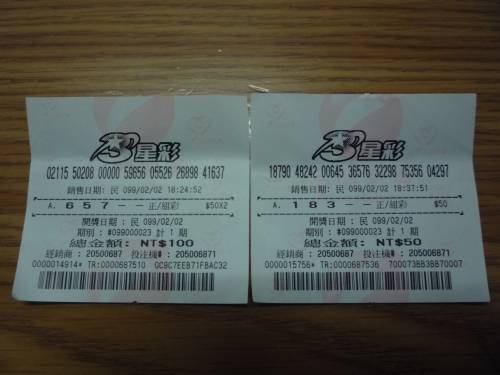 3星彩
02115 50208 00000 59656 05526 26898 41637
銷售日期: 民 099/02/02 18:24:52
A. 6 5 7 - - 正/組彩 $50X2
開獎日期 : 民 099/02/02
期別 : #099000023 計 1 期
總金額: NT$100
經銷商 : 20500687 投注機# : 205006871
0000014914* TR:0000687510 GC9C7EEB71FBAC32
3星彩
18790 48242 00645 36576 32298 75356 04297
銷售日期: 民 099/02/02 18:37:51
A. 1 8 3 - - 正/組彩 $50
開獎日期 : 民 099/02/02
期別 : #099000023 計 1 期
總金額: NT$50
經銷商 : 20500687 投注機# : 205006871
0000015758* TR:0000687536 700073BB3BB70007